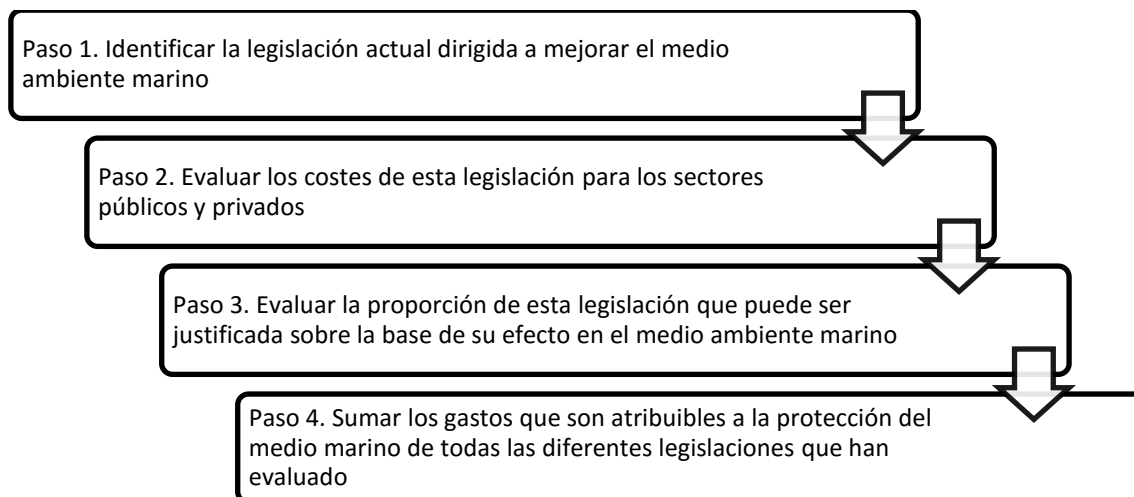 Paso 1. Identificar la legislación actual dirigida a mejorar el medio
ambiente marino
Paso 2. Evaluar los costes de esta legislación para los sectores
públicos y privados
Paso 3. Evaluar la proporción de esta legislación que puede ser
justificada sobre la base de su efecto en el medio ambiente marino
Paso 4. Sumar los gastos que son atribuibles a la protección del
medio marino de todas las diferentes legislaciones que han
evaluado